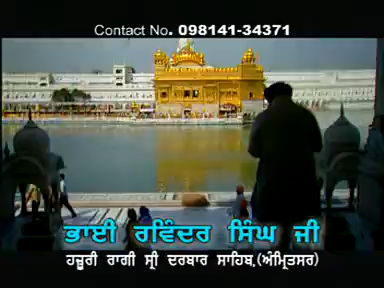 Contact No. 098141-34371
ਭਾਈ ਰਵਿੰਦਰ ਸਿੰਘ ਜੀ
ਹਜ਼ੂਰੀ ਰਾਗੀ ਸ੍ਰੀ ਦਰਬਾਰ ਸਾਹਿਬ,(ਅੰਮ੍ਰਿਤਸਰ)